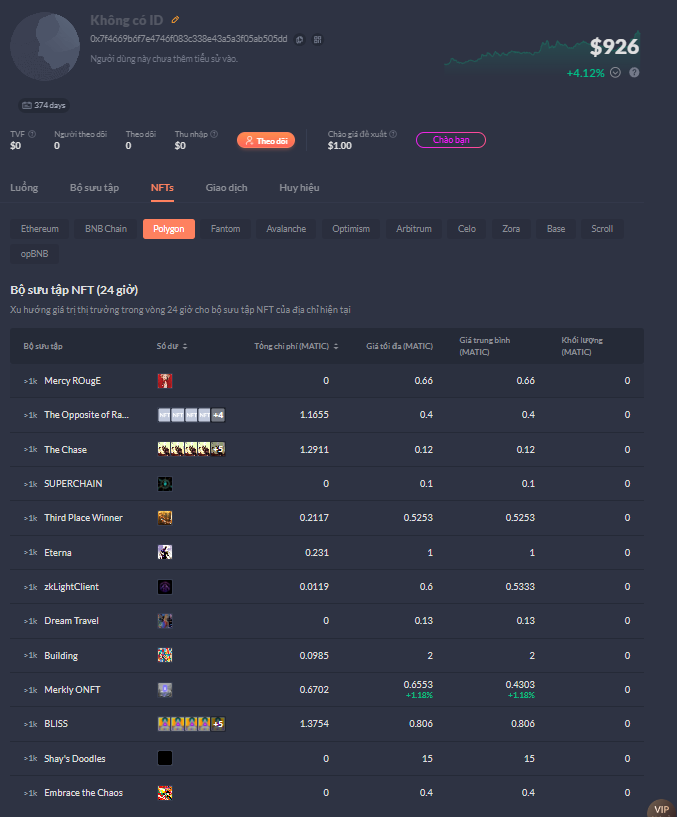 Không có ID
0x7f4669b6f7e4746f083c338e43a5a3f05ab505dd
Người dùng này chưa thêm tiểu sử vào.
$926
+4.12%
374 days
TVF Người theo dõi Theo dõi Thu nhập Chào giá đề xuất
$0 0 0 $0 Theo dõi $1.00 Chào bạn
Luồng Bộ sưu tập NFTs Giao dịch Huy hiệu
Ethereum BNB Chain Polygon Fantom Avalanche Optimism Arbitrum Celo Zora Base Scroll
opBNB
Bộ sưu tập NFT (24 giờ)
Xu hướng giá trị thị trường trong vòng 24 giờ cho bộ sưu tập NFT của địa chỉ hiện tại
Bộ sưu tập Số dư Tổng chi phí (MATIC) Giá tối đa (MATIC) Giá trung bình (MATIC) Khối lượng (MATIC)
>1k Mercy ROugE 0 0.66 0.66 0
>1k The Opposite of Ra... NFT NFT NFT NFT +4 1.1655 0.4 0.4 0
>1k The Chase +5 1.2911 0.12 0.12 0
>1k SUPERCHAIN 0 0.1 0.1 0
>1k Third Place Winner 0.2117 0.5253 0.5253 0
>1k Eterna 0.231 1 1 0
>1k zkLightClient 0.0119 0.6 0.5333 0
>1k Dream Travel 0 0.13 0.13 0
>1k Building 0.0985 2 2 0
>1k Merkly ONFT 0.6702 0.6553 0.4303 0
+1.18% +1.18%
>1k BLISS +5 1.3754 0.806 0.806 0
>1k Shay's Doodles 0 15 15 0
>1k Embrace the Chaos 0 0.4 0.4 0
VIP